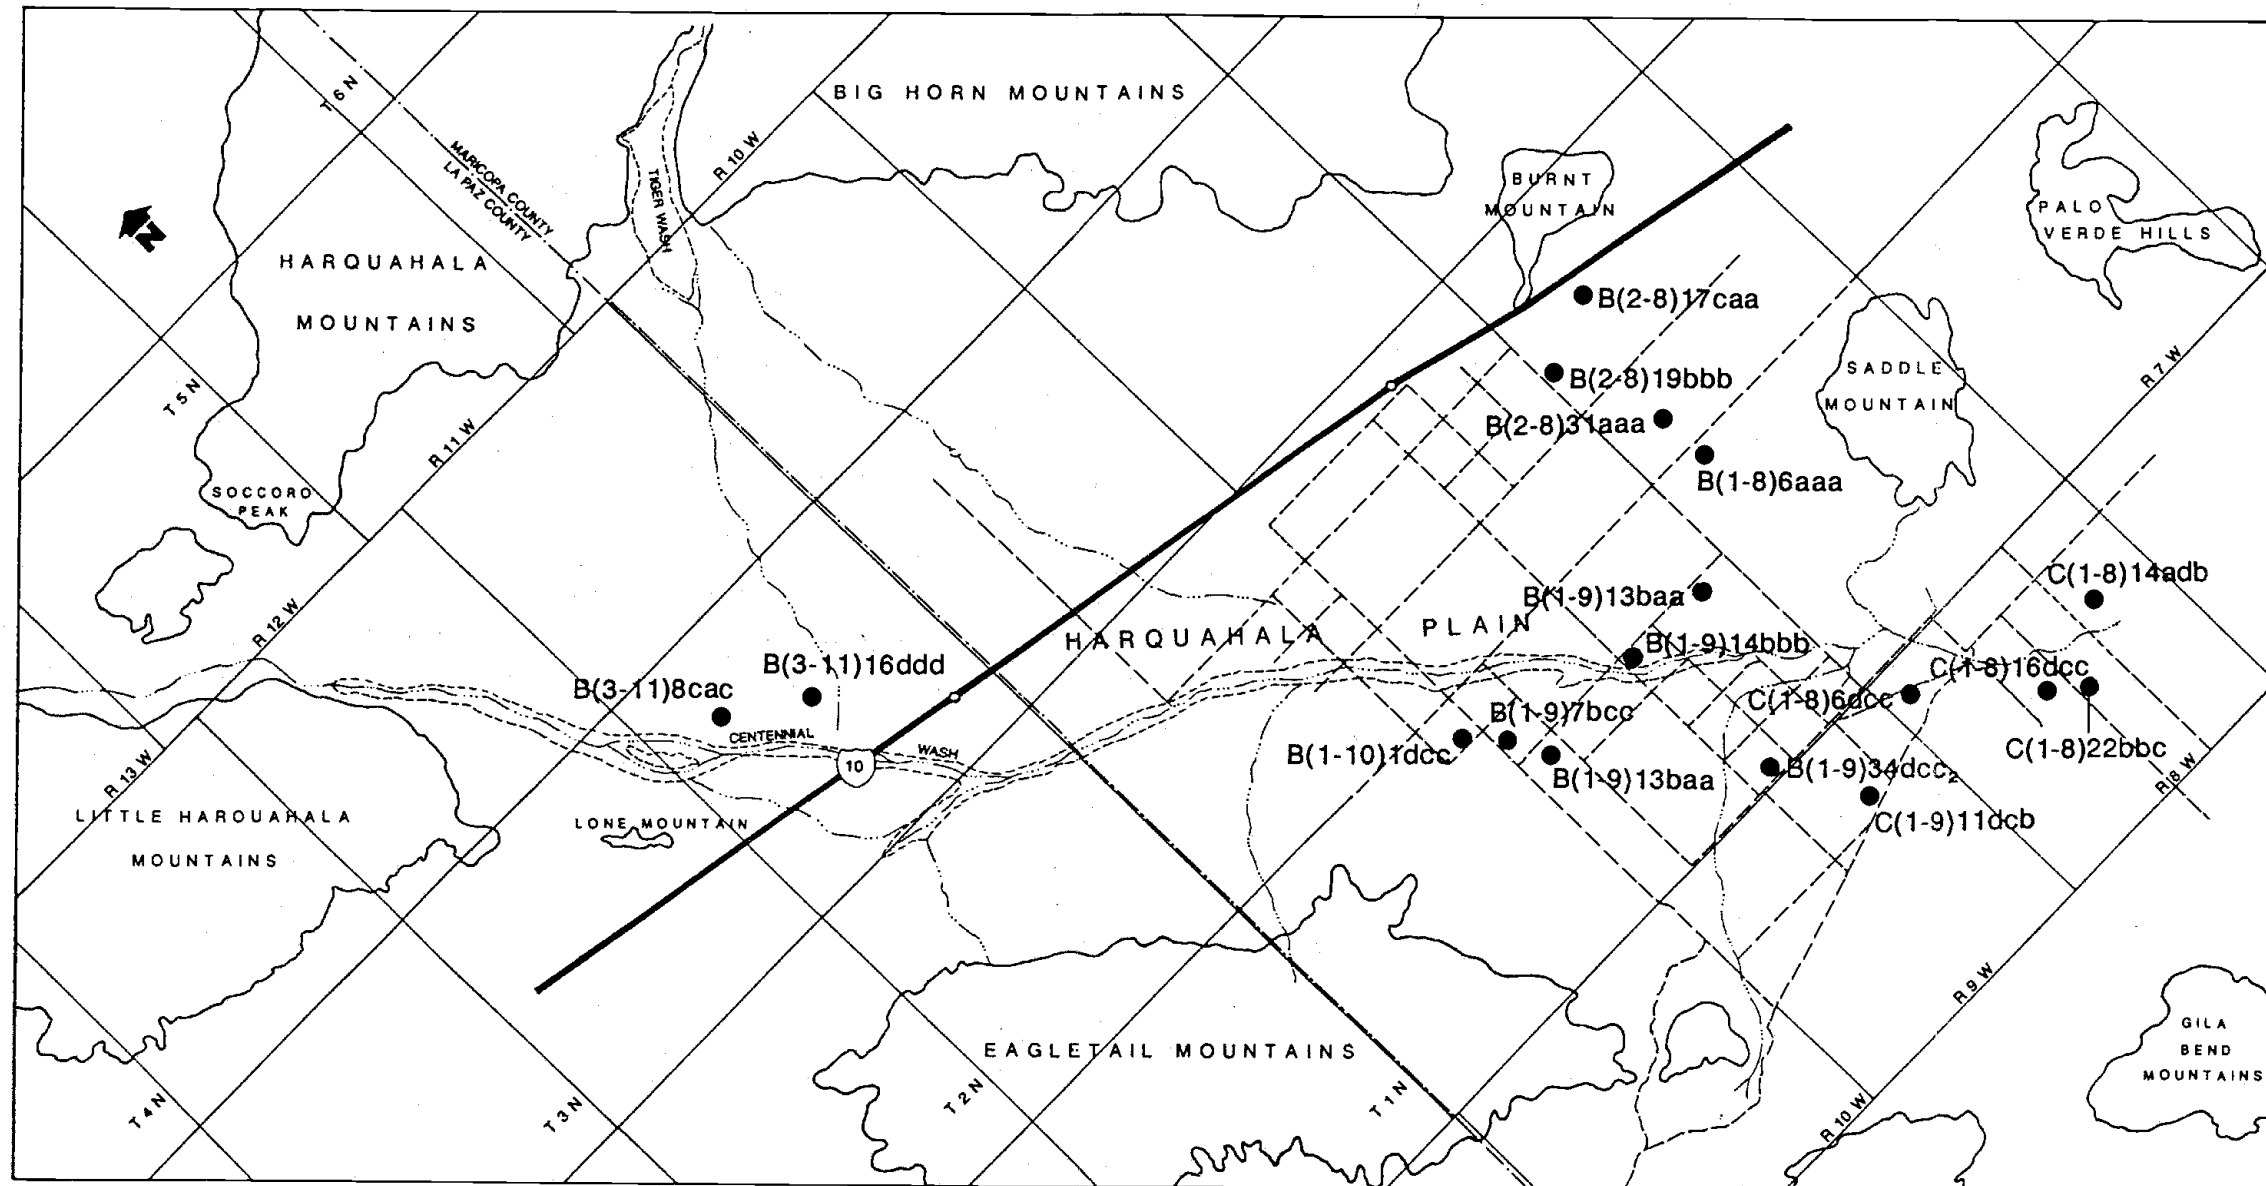 T 6 N
BIG HORN MOUNTAINS
MARICOPA COUNTY
LA PAZ COUNTY
R 10 W
TIGER WASH
BURNT
MOUNTAIN
PALO
VERDE HILLS
N
HARQUAHALA
MOUNTAINS
B(2-8)17caa
B(2-8)19bbb
B(2-8)31aaa
B(1-8)6aaa
SADDLE
MOUNTAIN
R 7 W
T 5 N
R 11 W
SOCCORO
PEAK
R 12 W
C(1-8)14adb
B(1-9)13baa
HARQUAHALA PLAIN
B(1-9)14bbb
B(3-11)16ddd
B(3-11)8cac
C(1-8)16dcc
C(1-8)6dcc
B(1-9)7bcc
CENTENNIAL WASH
10
B(1-10)1dcc
B(1-9)13baa
C(1-8)22bbc
B(1-9)34dcc2
R 8 W
R 13 W
LITTLE HAROUAHALA
MOUNTAINS
LONE MOUNTAIN
C(1-9)11dcb
R 9 W
EAGLETAIL MOUNTAINS
GILA
BEND
MOUNTAINS
T 4 N
T 3 N
T 2 N
T 1 N
R 10 W